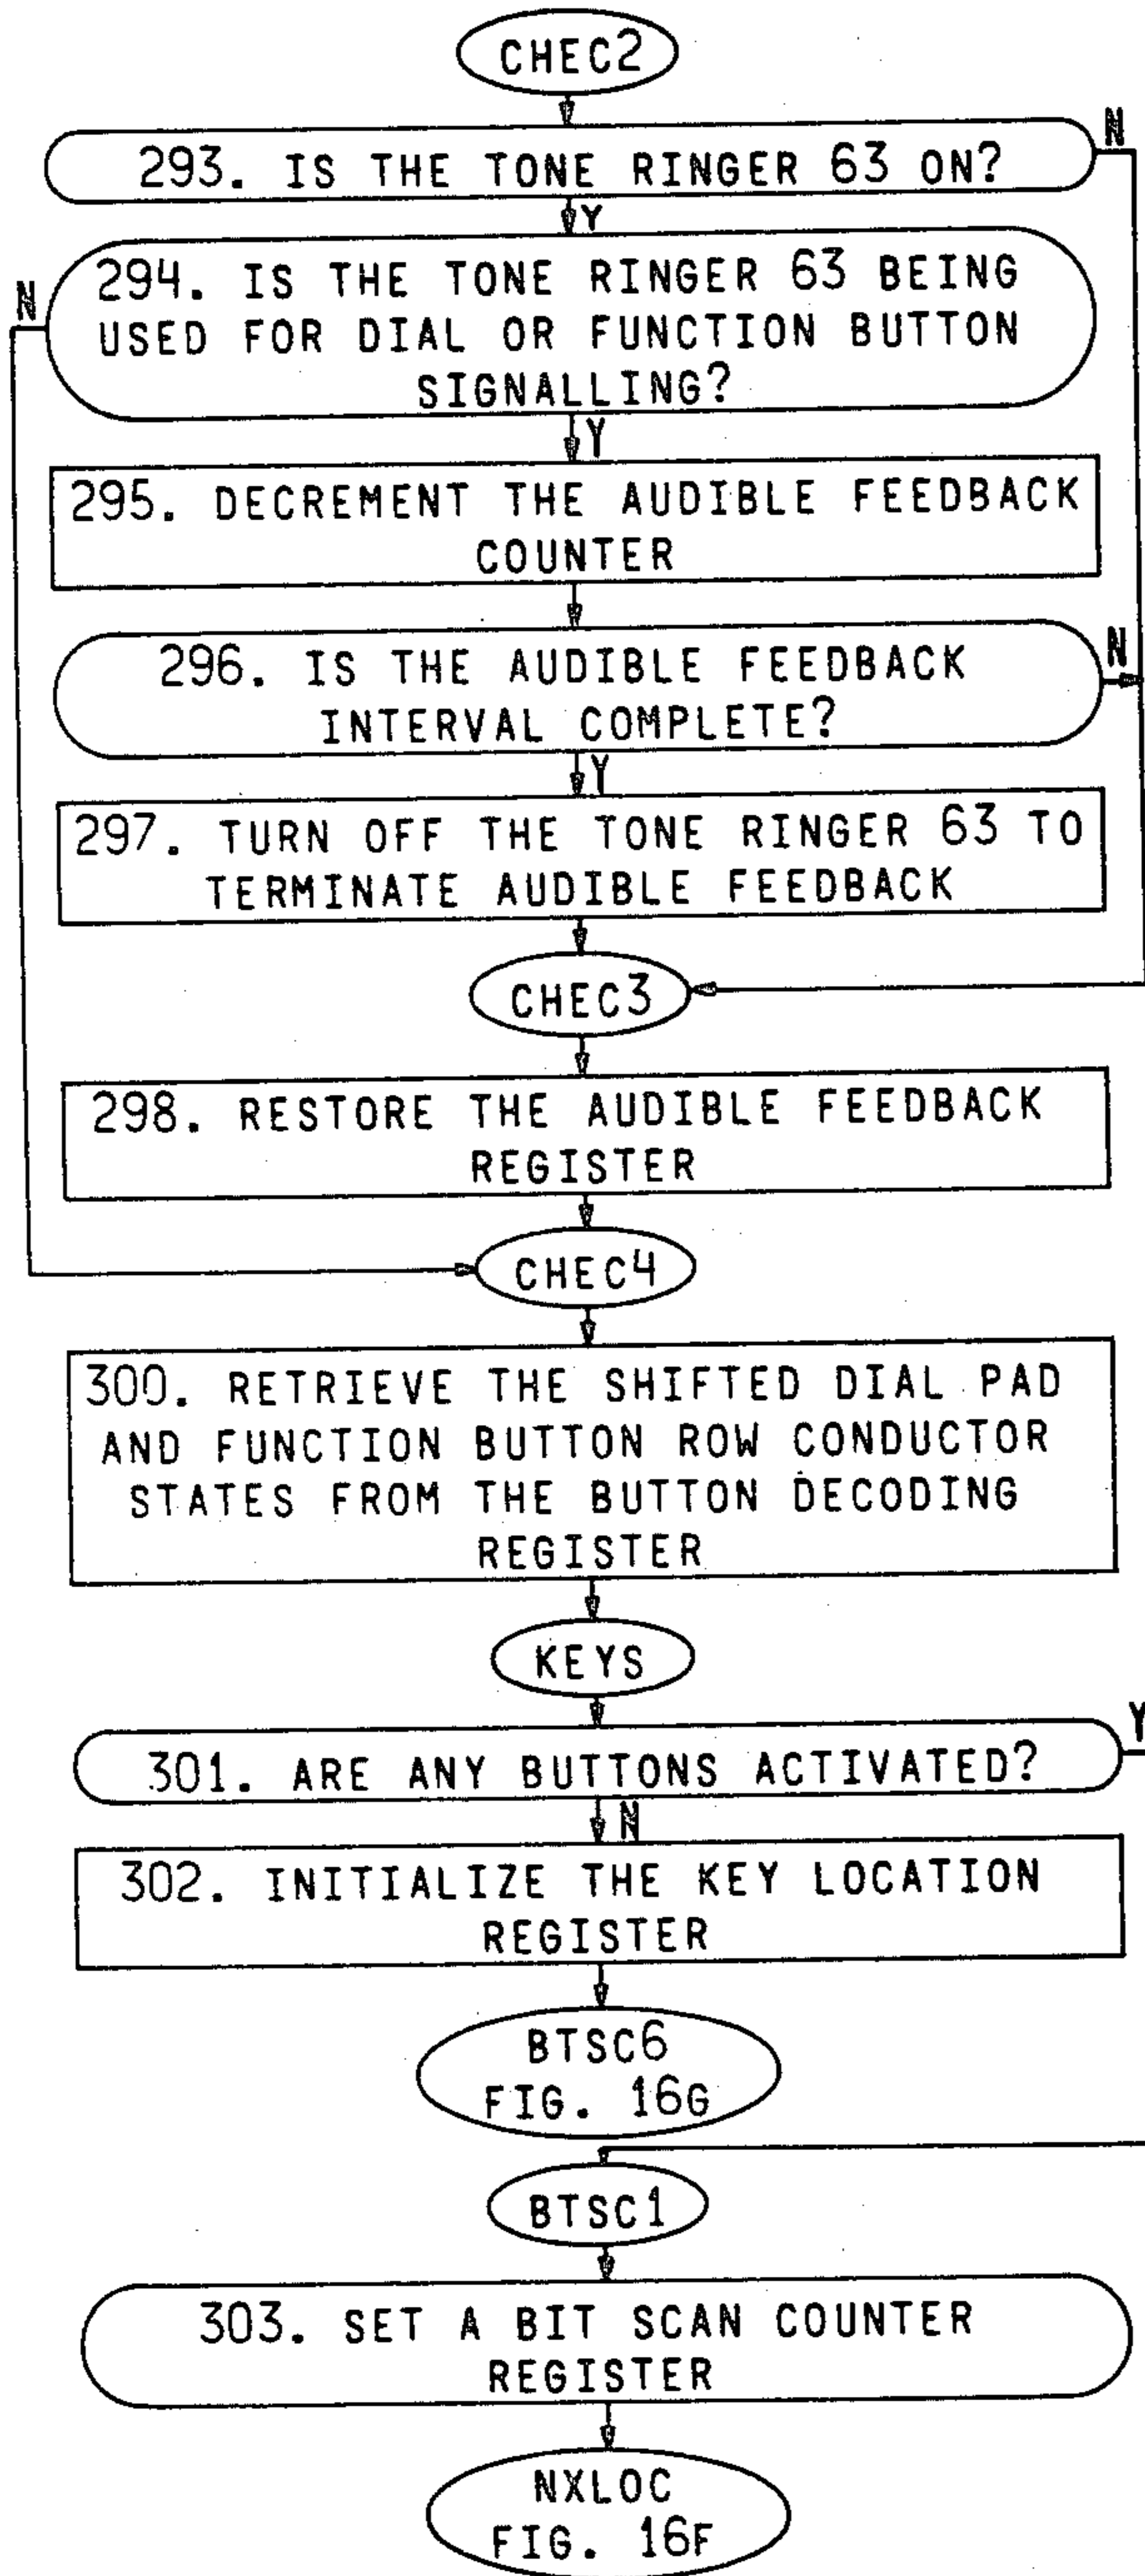 CHEC2
N
293. IS THE TONE RINGER 63 ON?
Y
294. IS THE TONE RINGER 63 BEING
N
USED FOR DIAL OR FUNCTION BUTTON
SIGNALLING?
Y
295. DECREMENT THE AUDIBLE FEEDBACK
COUNTER
296. IS THE AUDIBLE FEEDBACK
N
INTERVAL COMPLETE?
Y
297. TURN OFF THE TONE RINGER 63 TO
TERMINATE AUDIBLE FEEDBACK
CHEC3
298. RESTORE THE AUDIBLE FEEDBACK
REGISTER
CHEC4
300. RETRIEVE THE SHIFTED DIAL PAD
AND FUNCTION BUTTON ROW CONDUCTOR
STATES FROM THE BUTTON DECODING
REGISTER
KEYS
Y
301. ARE ANY BUTTONS ACTIVATED?
N
302. INITIALIZE THE KEY LOCATION
REGISTER
BTSC6
FIG. 16G
BTSC1
303. SET A BIT SCAN COUNTER
REGISTER
NXLOC
FIG. 16F